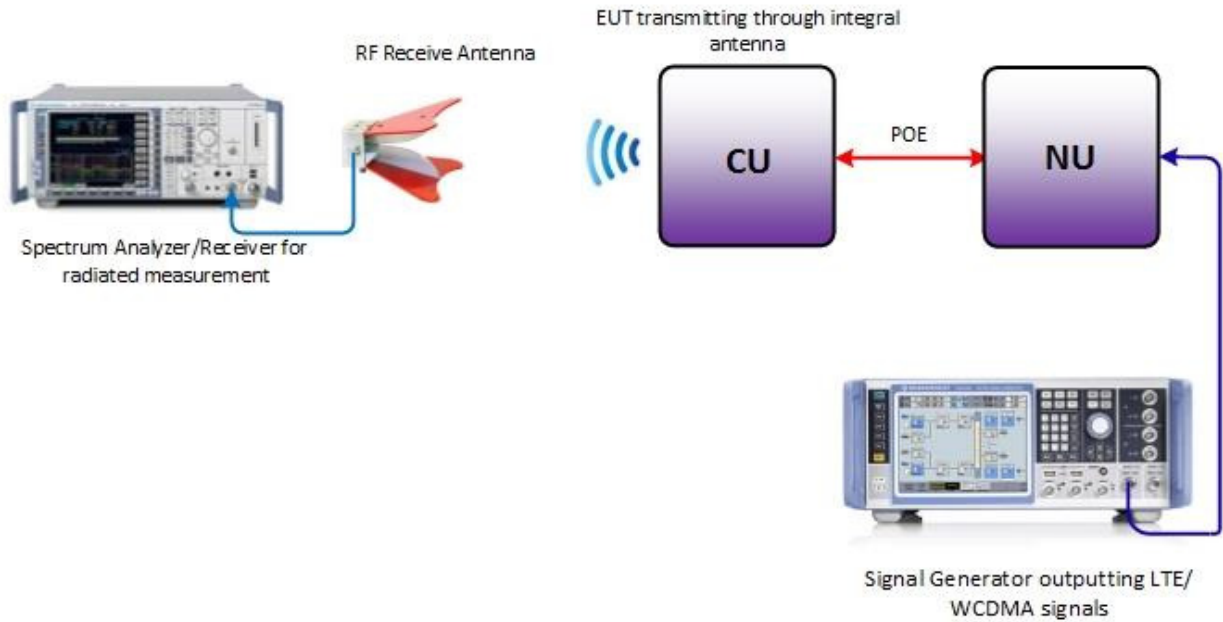 EUT transmitting through integral
antenna
RF Receive Antenna
CU
POE
NU
Spectrum Analyzer/Receiver for
radiated measurement
Signal Generator outputting LTE/
WCDMA signals